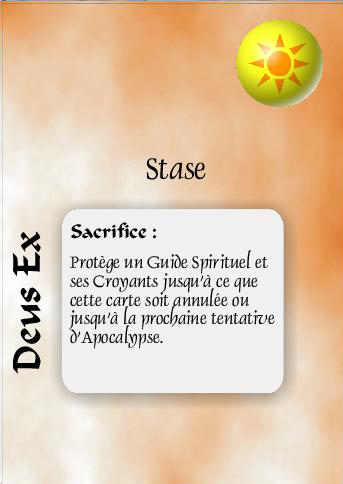 Stase
Deus Ex
Sacrifice :
Protège un Guide Spirituel et
ses Croyants jusqu'à ce que
cette carte soit annulée ou
jusqu'à la prochaine tentative
d'Apocalypse.